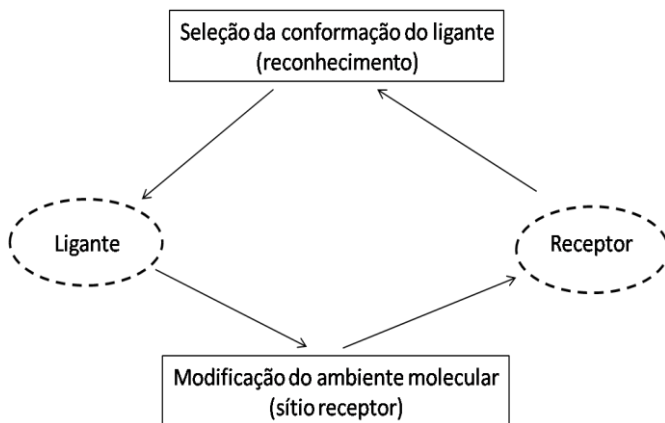 Seleção da conformação do ligante
(reconhecimento)
Ligante
Receptor
Modificação do ambiente molecular
(sítio receptor)